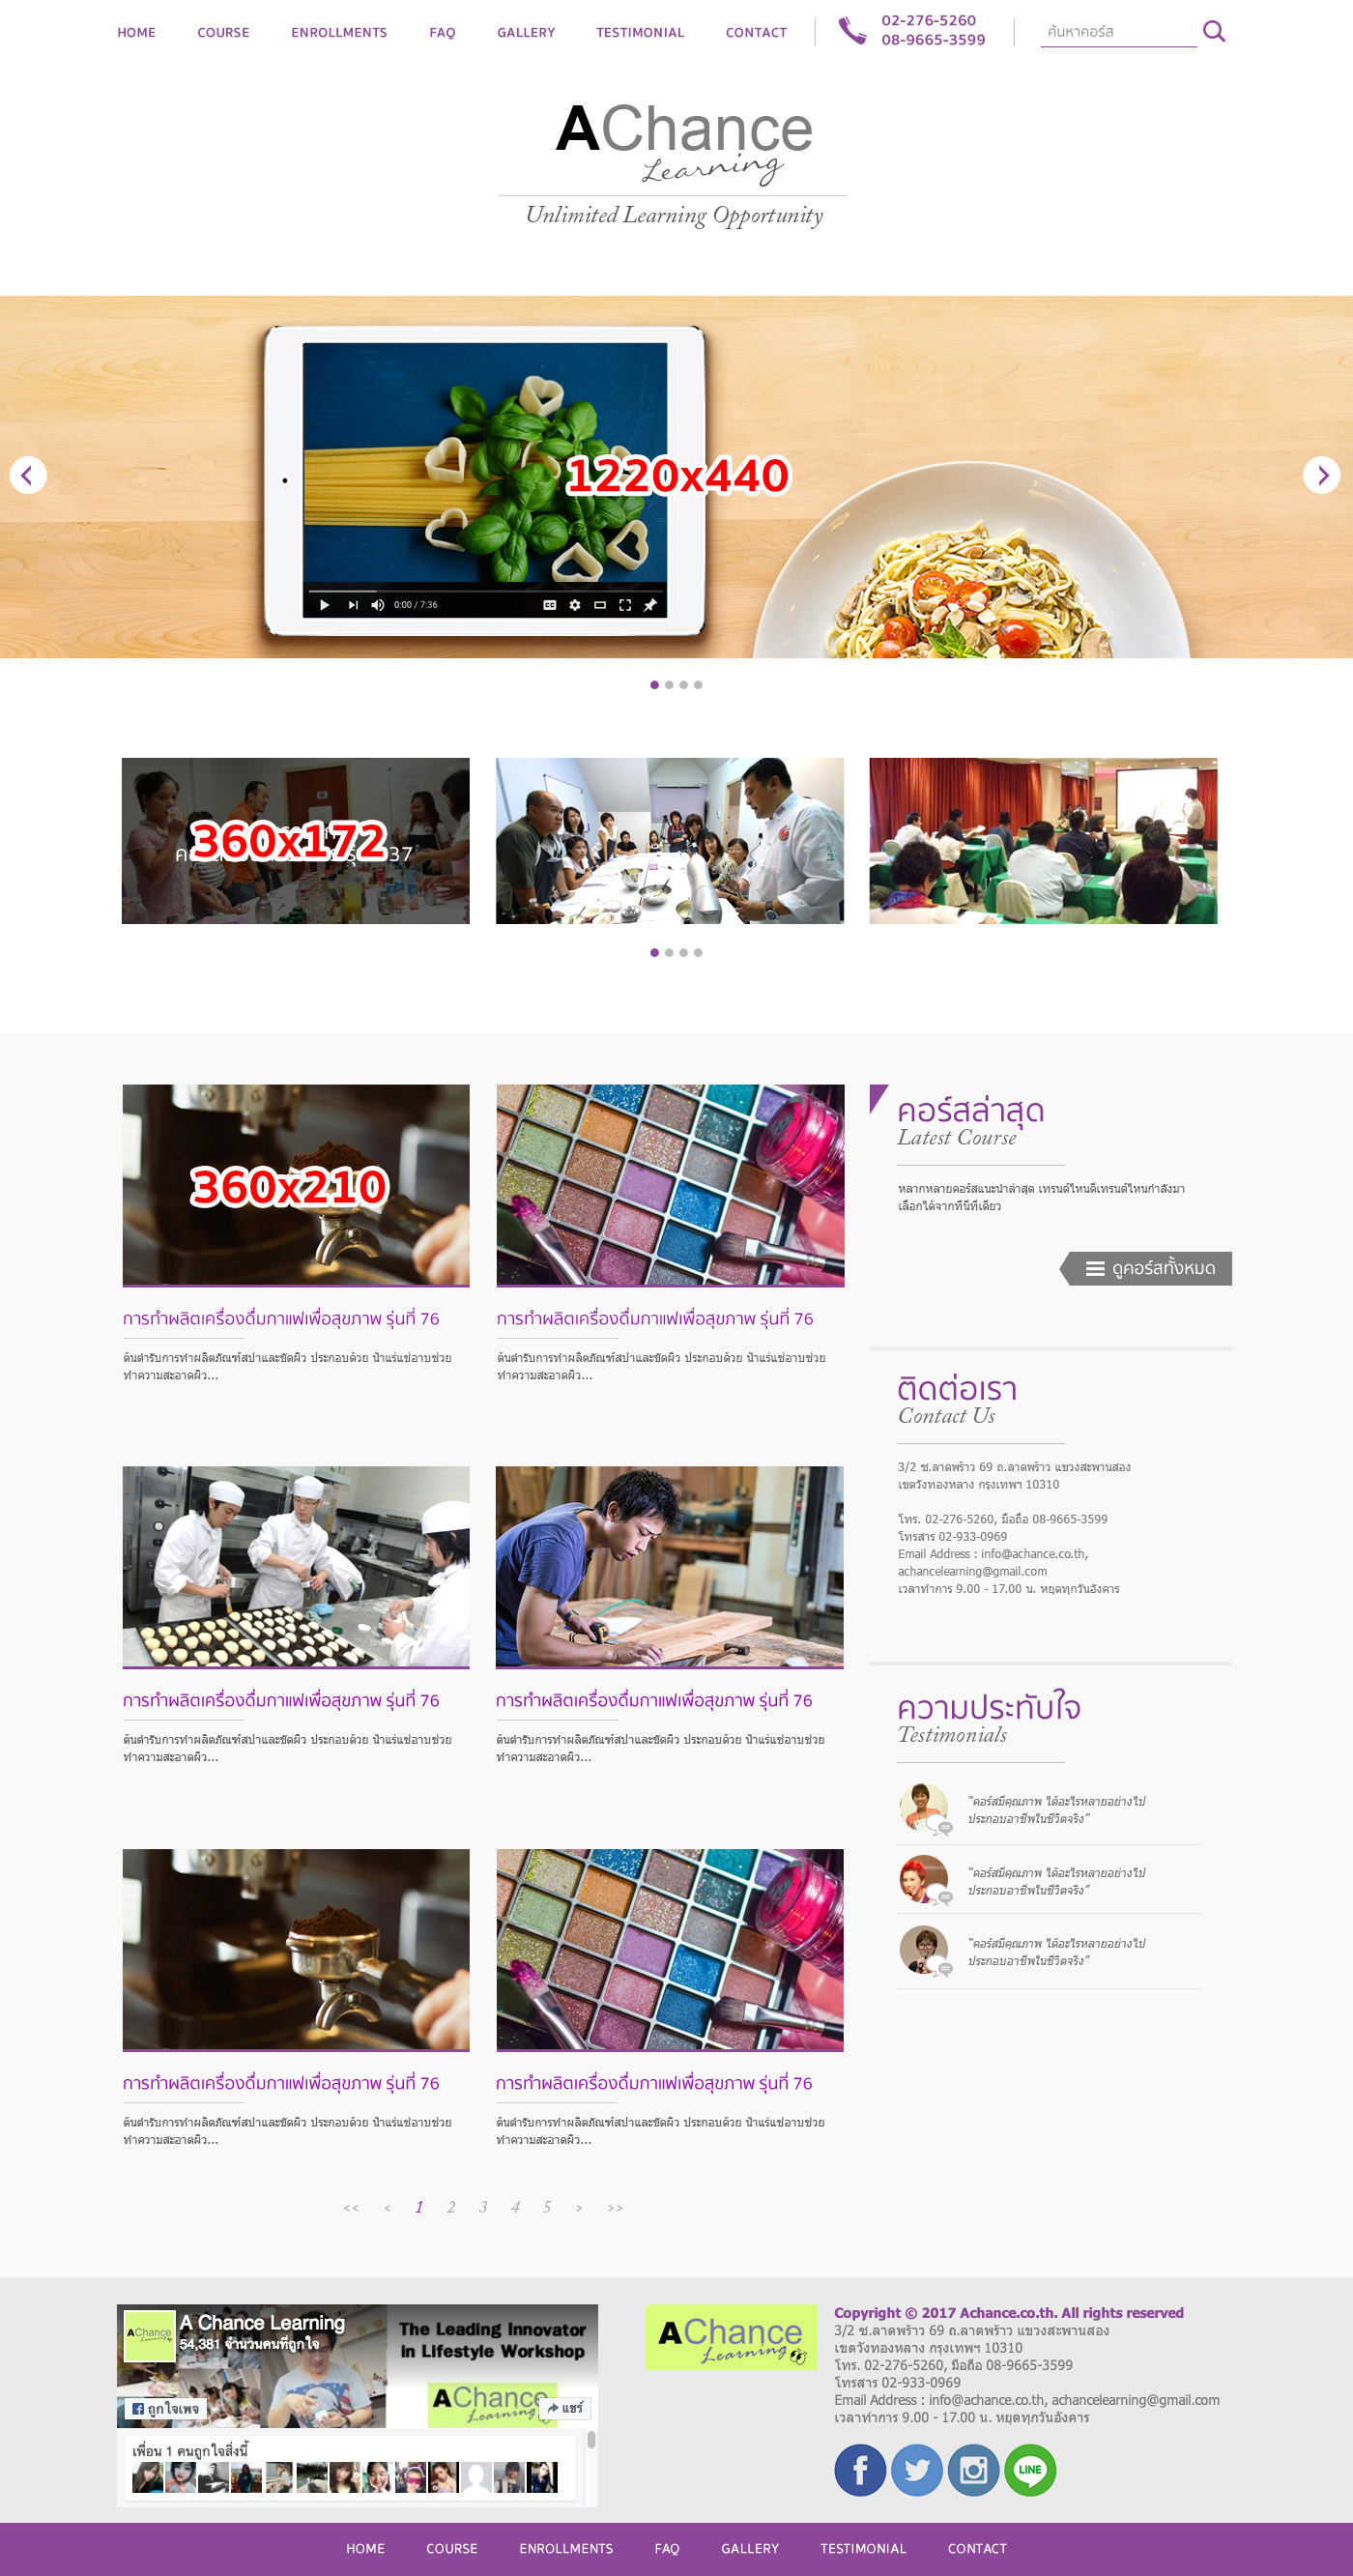 HOME COURSE ENROLLMENTS FAQ GALLERY TESTIMONIAL CONTACT
02-276-5260
08-9665-3599
ค้นหาคอร์ส
AChance
Learning
Unlimited Learning Opportunity
1220x440
0:00 / 7:36
360x172
37
360x210
การทำผลิตเครื่องดื่มกาแฟเพื่อสุขภาพ รุ่นที่ 76
ต้นตำรับการทำผลิตภัณฑ์สปาและขัดผิว ประกอบด้วย น้ำแร่แช่อาบช่วย
ทำความสะอาดผิว...
การทำผลิตเครื่องดื่มกาแฟเพื่อสุขภาพ รุ่นที่ 76
ต้นตำรับการทำผลิตภัณฑ์สปาและขัดผิว ประกอบด้วย น้ำแร่แช่อาบช่วย
ทำความสะอาดผิว...
การทำผลิตเครื่องดื่มกาแฟเพื่อสุขภาพ รุ่นที่ 76
ต้นตำรับการทำผลิตภัณฑ์สปาและขัดผิว ประกอบด้วย น้ำแร่แช่อาบช่วย
ทำความสะอาดผิว...
การทำผลิตเครื่องดื่มกาแฟเพื่อสุขภาพ รุ่นที่ 76
ต้นตำรับการทำผลิตภัณฑ์สปาและขัดผิว ประกอบด้วย น้ำแร่แช่อาบช่วย
ทำความสะอาดผิว...
การทำผลิตเครื่องดื่มกาแฟเพื่อสุขภาพ รุ่นที่ 76
ต้นตำรับการทำผลิตภัณฑ์สปาและขัดผิว ประกอบด้วย น้ำแร่แช่อาบช่วย
ทำความสะอาดผิว...
การทำผลิตเครื่องดื่มกาแฟเพื่อสุขภาพ รุ่นที่ 76
ต้นตำรับการทำผลิตภัณฑ์สปาและขัดผิว ประกอบด้วย น้ำแร่แช่อาบช่วย
ทำความสะอาดผิว...
<< < 1 2 3 4 5 > >>
คอร์สล่าสุด
Latest Course
หลากหลายคอร์สแนะนำล่าสุด เทรนด์ไหนดีเทรนด์ไหนกำลังมา
เลือกได้จากที่นี่ที่เดียว
ดูคอร์สทั้งหมด
ติดต่อเรา
Contact Us
3/2 ซ.ลาดพร้าว 69 ถ.ลาดพร้าว แขวงสะพานสอง
เขตวังทองหลาง กรุงเทพฯ 10310
โทร. 02-276-5260, มือถือ 08-9665-3599
โทรสาร 02-933-0969
Email Address : info@achance.co.th,
achancelearning@gmail.com
เวลาทำการ 9.00 - 17.00 น. หยุดทุกวันอังคาร
ความประทับใจ
Testimonials
"คอร์สมีคุณภาพ ได้อะไรหลายอย่างไป
ประกอบอาชีพในชีวิตจริง"
"คอร์สมีคุณภาพ ได้อะไรหลายอย่างไป
ประกอบอาชีพในชีวิตจริง"
"คอร์สมีคุณภาพ ได้อะไรหลายอย่างไป
ประกอบอาชีพในชีวิตจริง"
AChance
Learning
A Chance Learning
54,381 จำนวนคนที่ถูกใจ
The Leading Innovator
in Lifestyle Workshop
AChance
Learning
ถูกใจเพจ
แชร์
เพื่อน 1 คนถูกใจสิ่งนี้
AChance
Learning
Copyright © 2017 Achance.co.th. All rights reserved
3/2 ซ.ลาดพร้าว 69 ถ.ลาดพร้าว แขวงสะพานสอง
เขตวังทองหลาง กรุงเทพฯ 10310
โทร. 02-276-5260, มือถือ 08-9665-3599
โทรสาร 02-933-0969
Email Address : info@achance.co.th, achancelearning@gmail.com
เวลาทำการ 9.00 - 17.00 น. หยุดทุกวันอังคาร
LINE
HOME COURSE ENROLLMENTS FAQ GALLERY TESTIMONIAL CONTACT